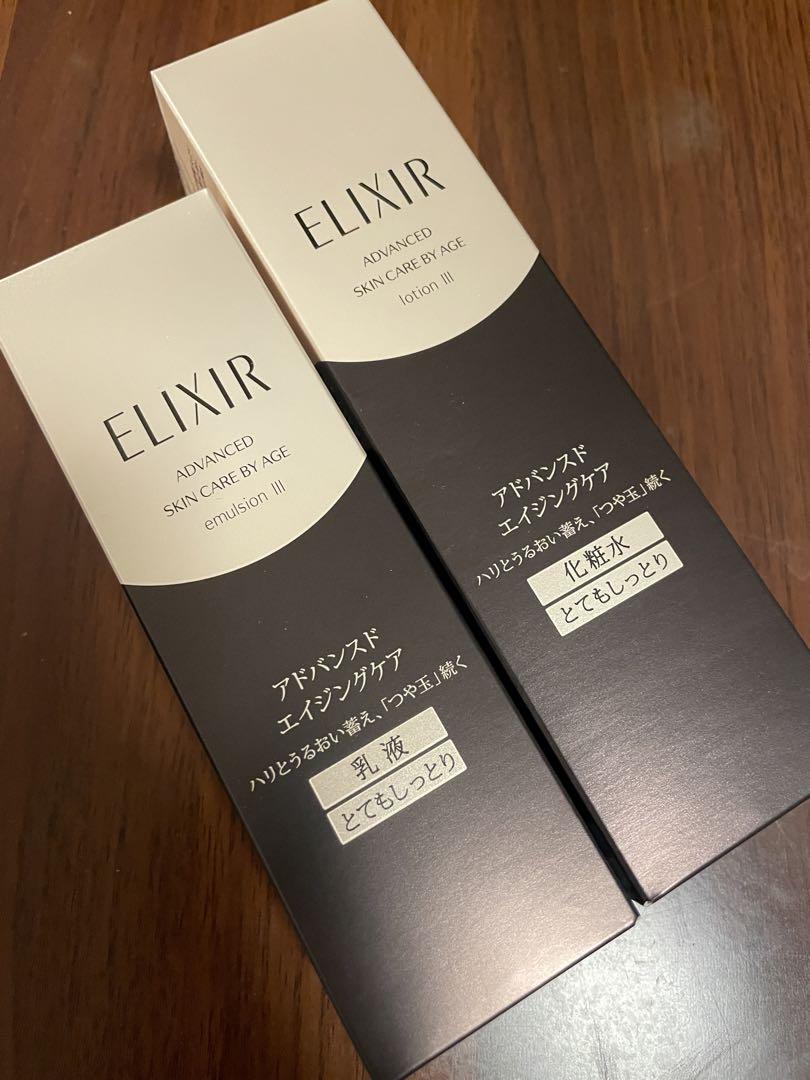 ELIXIR
ADVANCED
SKIN CARE BY AGE
emulsion III
アドバンスド
エイジングケア
ハリとうるおい蓄え、「つや玉」続く
乳液
とてもしっとり
ELIXIR
ADVANCED
SKIN CARE BY AGE
lotion III
アドバンスド
エイジングケア
ハリとうるおい蓄え、「つや玉」続く
化粧水
とてもしっとり